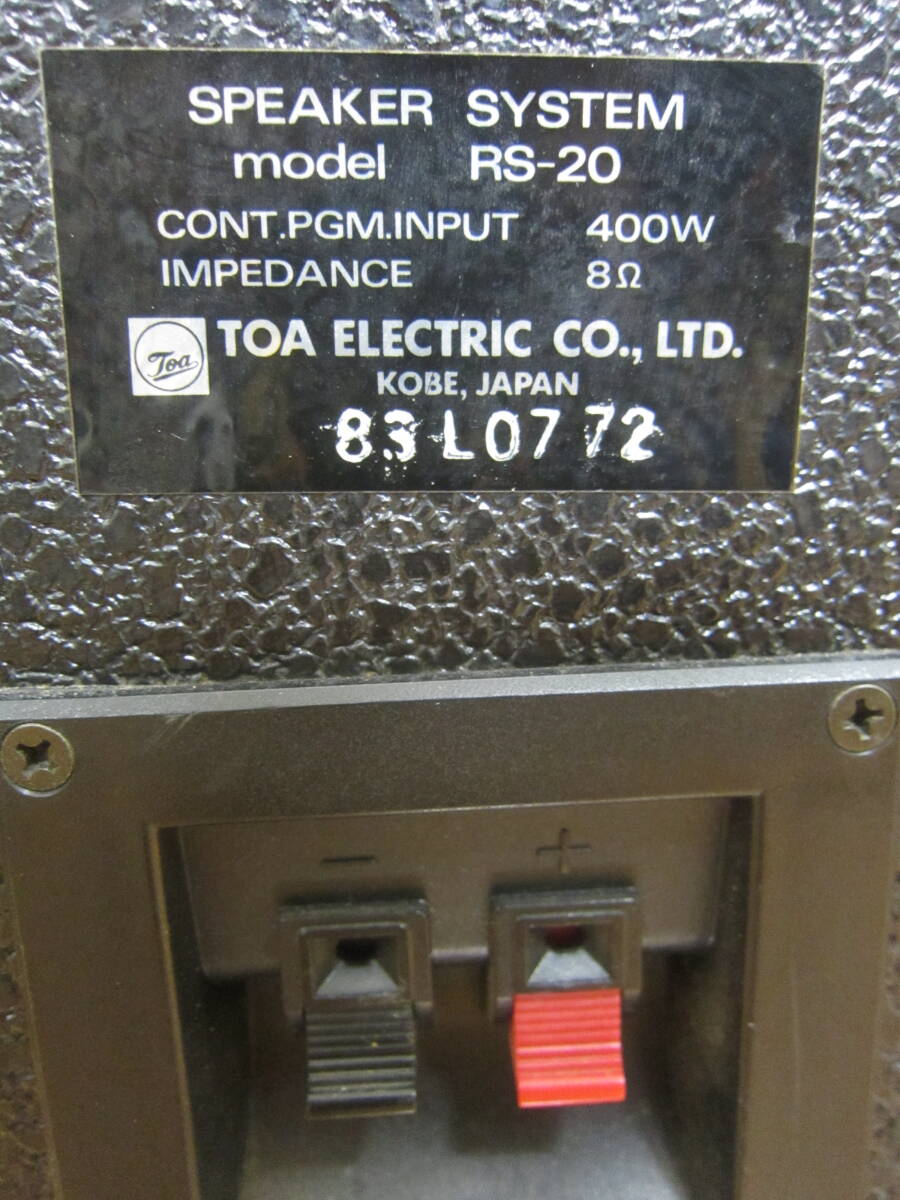 SPEAKER SYSTEM
model RS-20
CONT.PGM.INPUT 400W
IMPEDANCE 8Ω
Toa TOA ELECTRIC CO., LTD.
KOBE, JAPAN
83L0772
− +